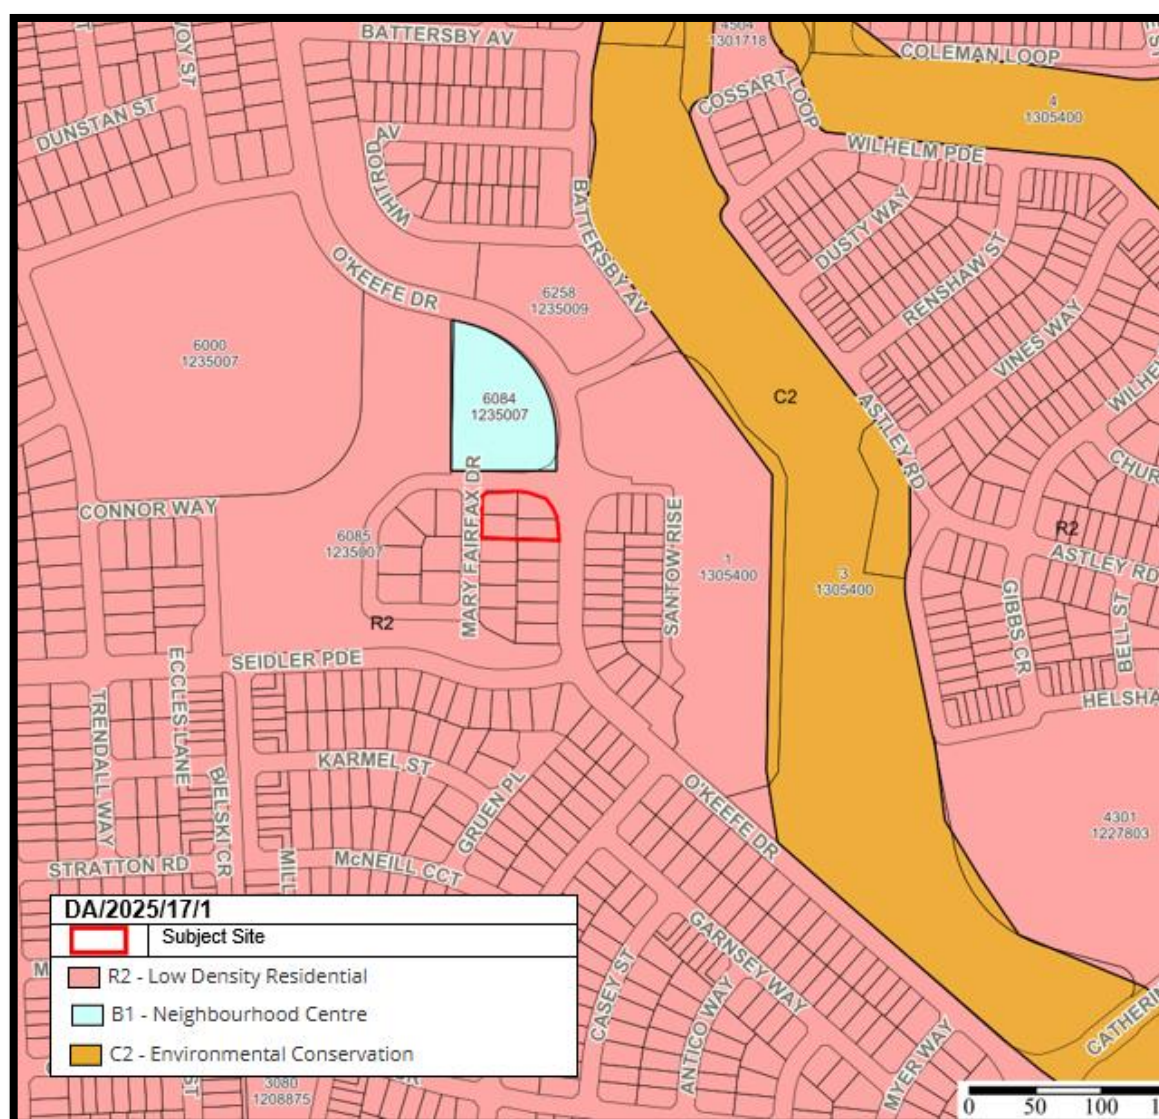 BATTERSBY AV
4504
1301718
COLEMAN LOOP
COSSART
LOOP
4
1305400
DUNSTAN ST
AV
WHITROD
WILHELM PDE
BATTERSBY AV
DUSTY WAY
RENSHAW ST
O'KEEFE DR
6258
1235009
VINES WAY
6000
1235007
6084
1235007
C2
ASTLEY RD
MARY FAIRFAX DR
CONNOR WAY
6085
1235007
SANTOW RISE
R2
1
1305400
3
1305400
ASTLEY RD
GIBBS CR
BELL ST
R2
SEIDLER PDE
ECCLES LANE
TRENDALL WAY
KARMEL ST
BIELSKI CR
GRUEN PL
O'KEEFE DR
4301
1227803
STRATTON RD
McNEILL CCT
GARNSEY WAY
CASEY ST
ANTICO WAY
MYER WAY
DA/2025/17/1
Subject Site
R2 - Low Density Residential
B1 - Neighbourhood Centre
C2 - Environmental Conservation
3080
1208875
0 50 100